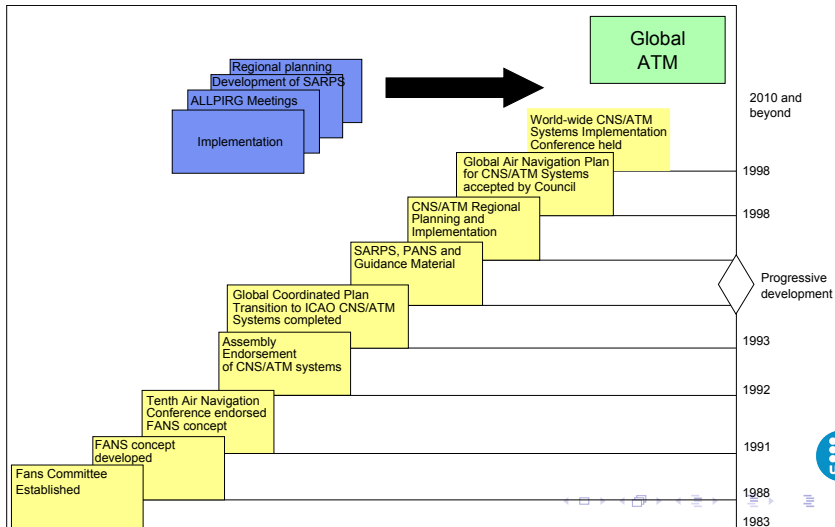 Global
ATM
Regional planning
Development of SARPS
ALLPIRG Meetings
Implementation
2010 and
beyond
World-wide CNS/ATM
Systems Implementation
Conference held
Global Air Navigation Plan
for CNS/ATM Systems
accepted by Council
1998
CNS/ATM Regional
Planning and
Implementation
1998
SARPS, PANS and
Guidance Material
Progressive
development
Global Coordinated Plan
Transition to ICAO CNS/ATM
Systems completed
1993
Assembly
Endorsement
of CNS/ATM systems
1992
Tenth Air Navigation
Conference endorsed
FANS concept
1991
FANS concept
developed
1988
Fans Committee
Established
1983